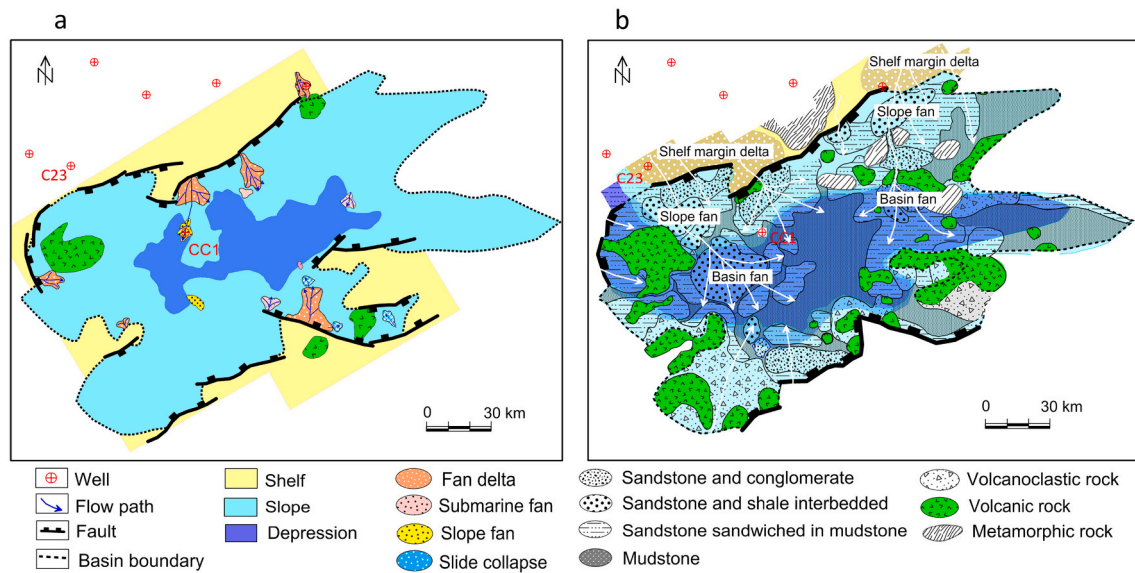 a
b
N
C23
CC1
0 30 km
N
Shelf margin delta
Slope fan
Shelf margin delta
C23
Slope fan
Basin fan
CC1
Basin fan
0 30 km
Well
Flow path
Fault
Basin boundary
Shelf
Slope
Depression
Fan delta
Submarine fan
Slope fan
Slide collapse
Sandstone and conglomerate
Sandstone and shale interbedded
Sandstone sandwiched in mudstone
Mudstone
Volcanoclastic rock
Volcanic rock
Metamorphic rock